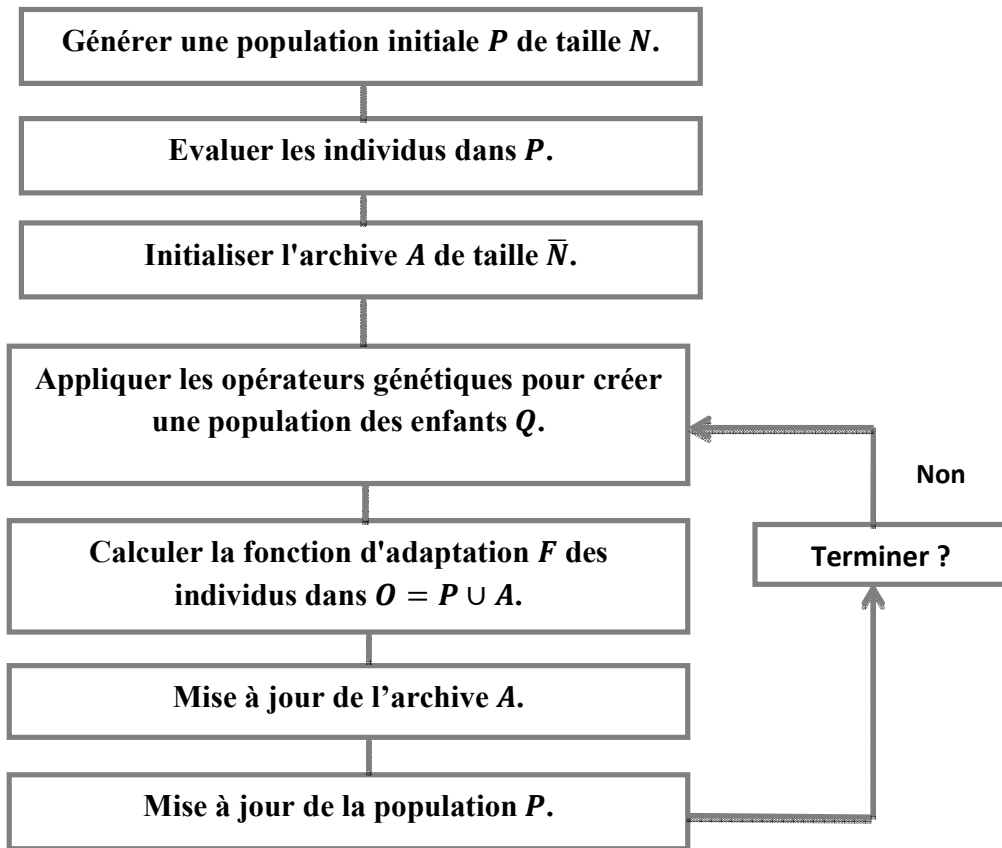 Générer une population initiale P de taille N.
Evaluer les individus dans P.
Initialiser l'archive A de taille N̅.
Appliquer les opérateurs génétiques pour créer
une population des enfants Q.
Non
Calculer la fonction d'adaptation F des
individus dans O = P ∪ A.
Terminer ?
Mise à jour de l’archive A.
Mise à jour de la population P.